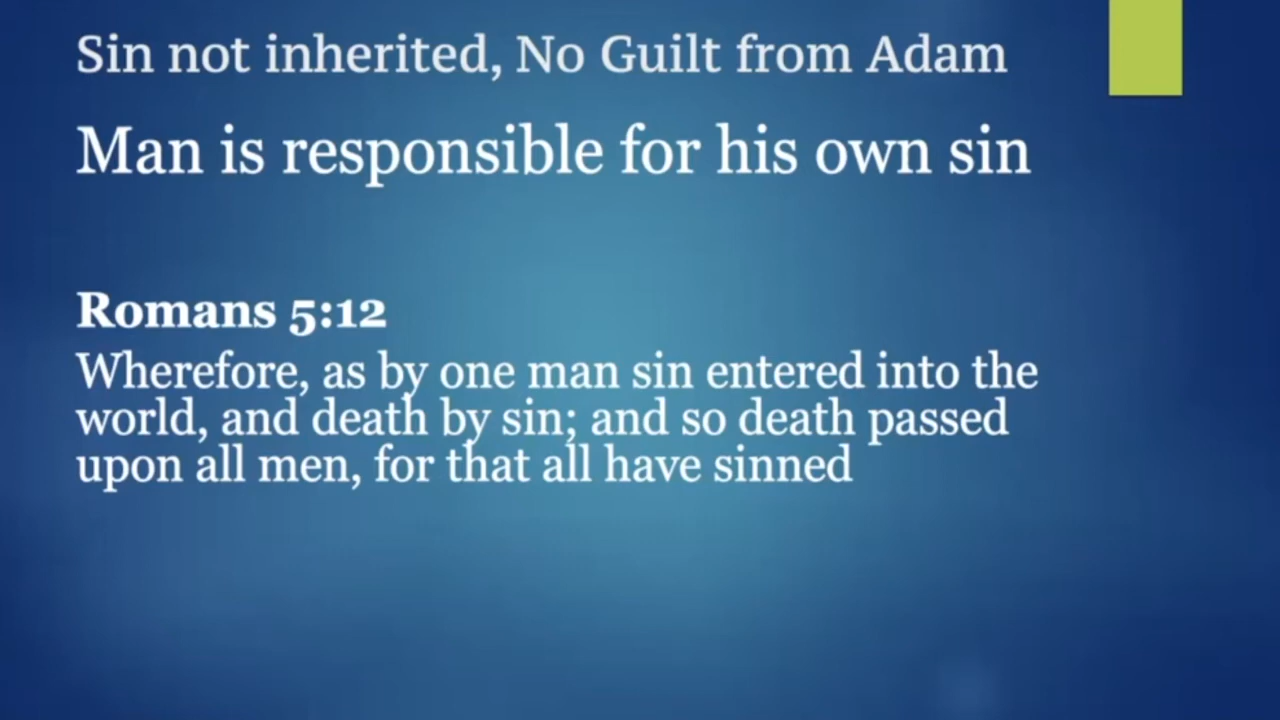 Sin not inherited, No Guilt from Adam
Man is responsible for his own sin
Romans 5:12
Wherefore, as by one man sin entered into the
world, and death by sin; and so death passed
upon all men, for that all have sinned